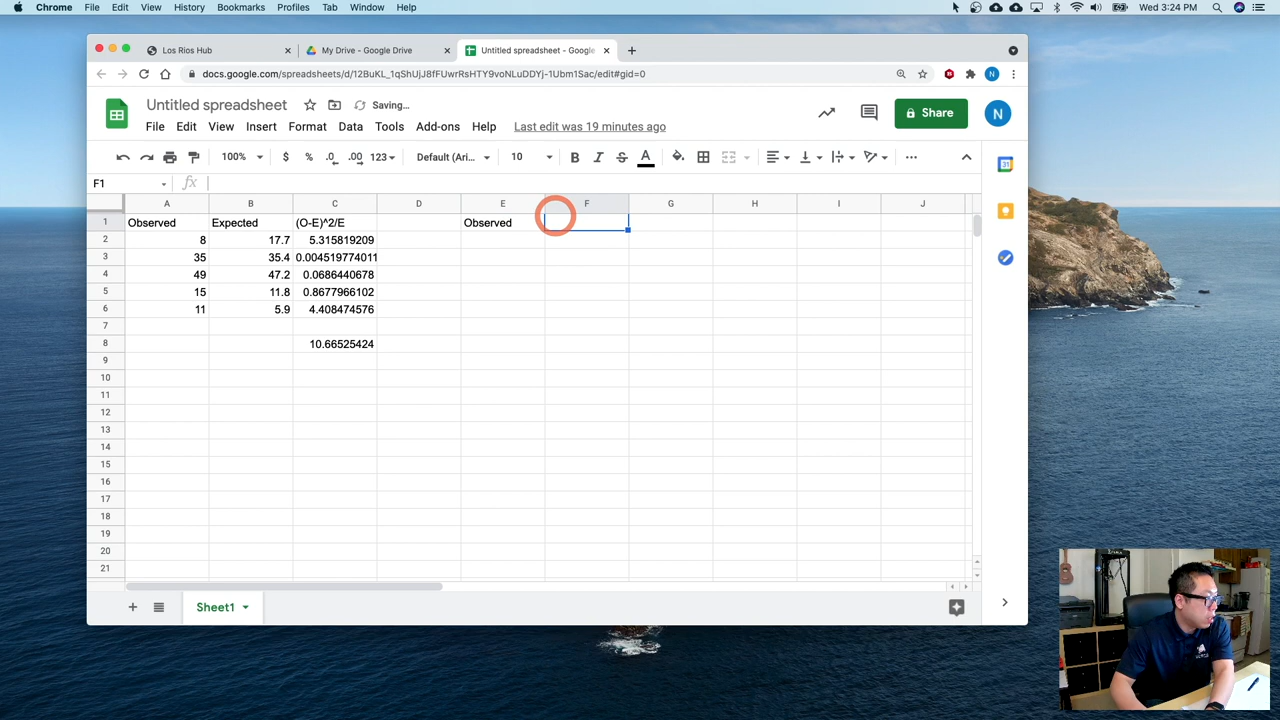 Chrome File Edit View History Bookmarks Profiles Tab Window Help Wed 3:24 PM
Los Rios Hub My Drive - Google Drive Untitled spreadsheet - Google
docs.google.com/spreadsheets/d/12BuKL_1qShUjJ8fFUwrRsHTY9voNLuDDYj-1Ubm1Sac/edit#gid=0 N
Untitled spreadsheet Saving... Share N
File Edit View Insert Format Data Tools Add-ons Help Last edit was 19 minutes ago
100% $ % .0 .00 123 Default (Ari... 10 B I S A
F1 fx
A B C D E F G H I J
1 Observed Expected (O-E)^2/E Observed
2 8 17.7 5.315819209
3 35 35.4 0.004519774011
4 49 47.2 0.0686440678
5 15 11.8 0.8677966102
6 11 5.9 4.408474576
7
8 10.66525424
9
10
11
12
13
14
15
16
17
18
19
20
21
Sheet1